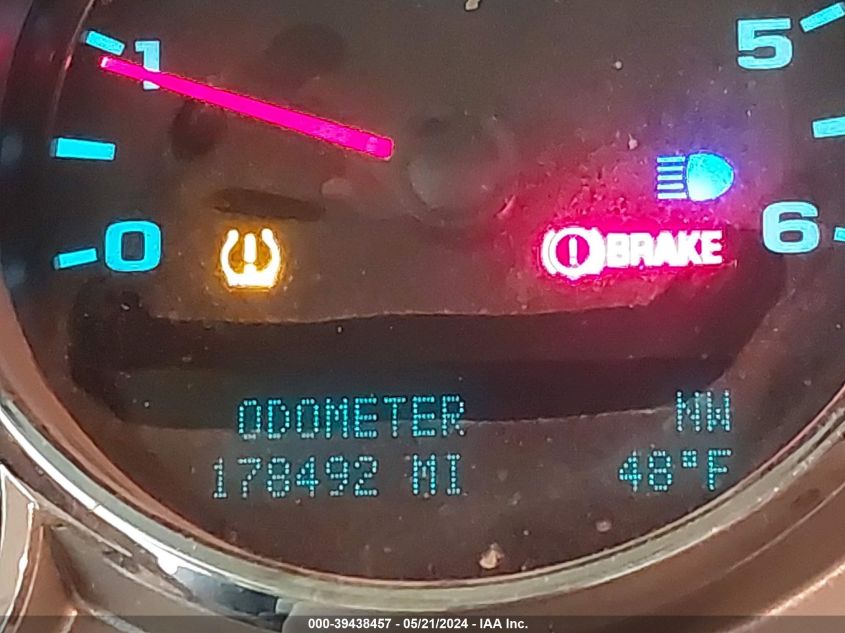 1
5
0
6
BRAKE
ODOMETER NW
178492 MI 48°F
000-39438457 - 05/21/2024 - IAA Inc.